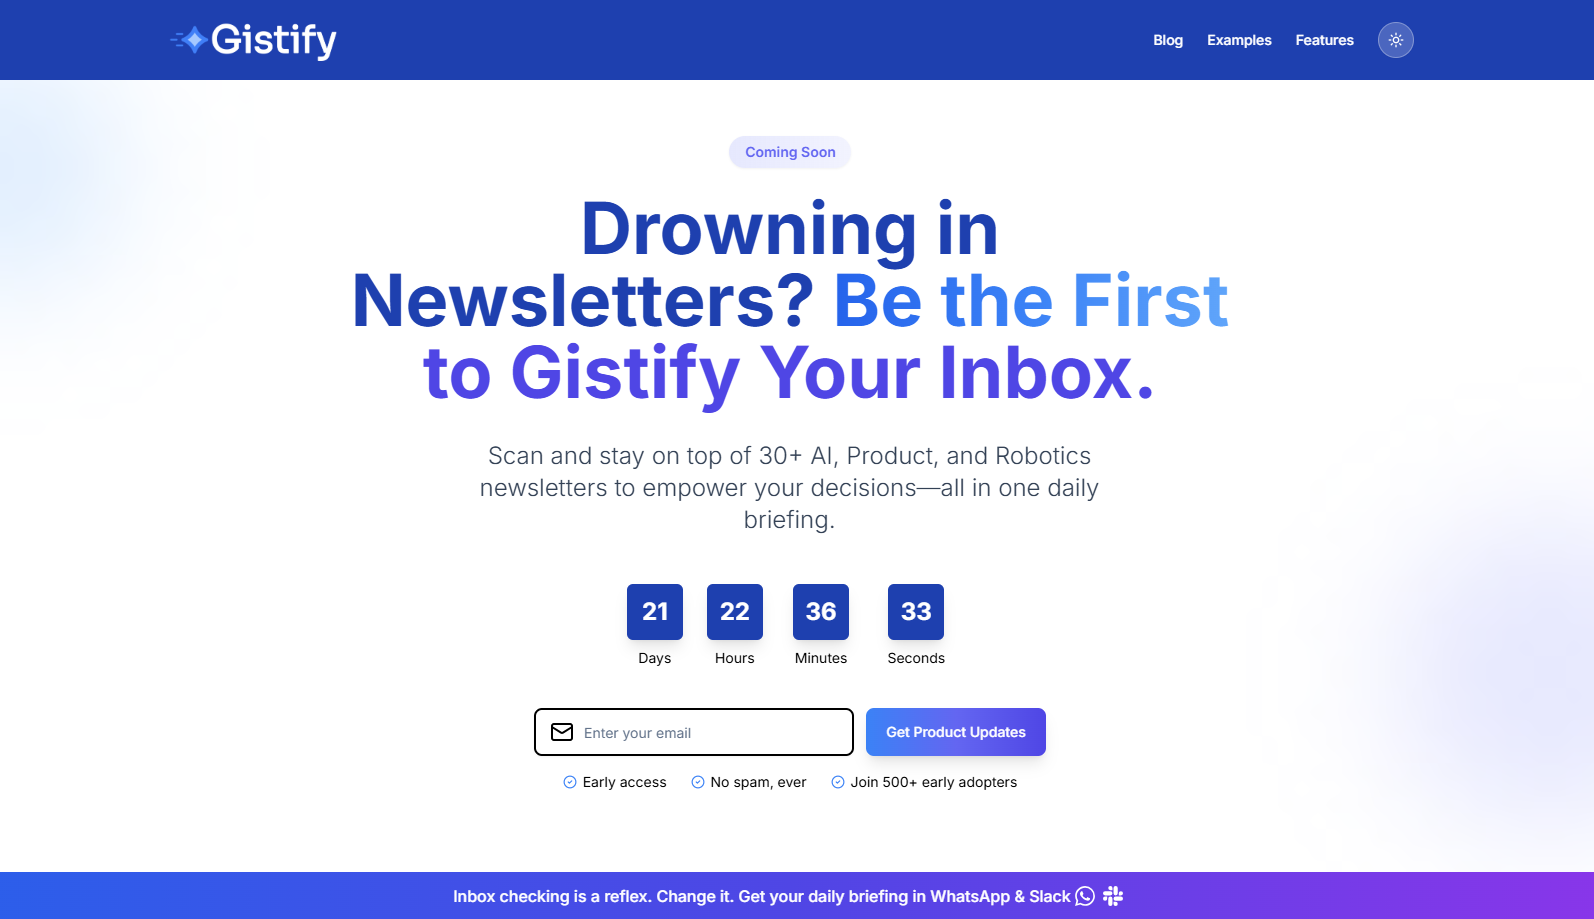 Gistify
Blog Examples Features
Coming Soon
Drowning in
Newsletters? Be the First
to Gistify Your Inbox.
Scan and stay on top of 30+ AI, Product, and Robotics
newsletters to empower your decisions—all in one daily
briefing.
21 22 36 33
Days Hours Minutes Seconds
Enter your email Get Product Updates
Early access No spam, ever Join 500+ early adopters
Inbox checking is a reflex. Change it. Get your daily briefing in WhatsApp & Slack